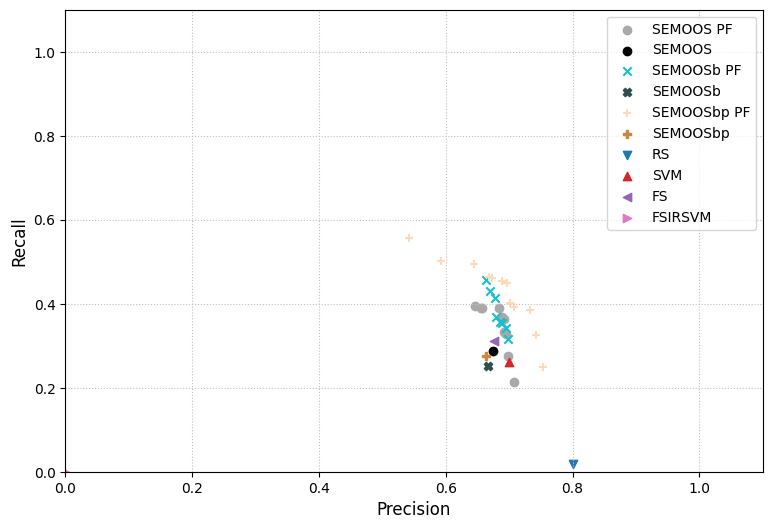 SEMOOS PF
SEMOOS
SEMOOSb PF
SEMOOSb
SEMOOSbp PF
SEMOOSbp
RS
SVM
FS
FSIRSVM
1.0
0.8
0.6
0.4
0.2
0.0
Recall
0.0 0.2 0.4 0.6 0.8 1.0
Precision